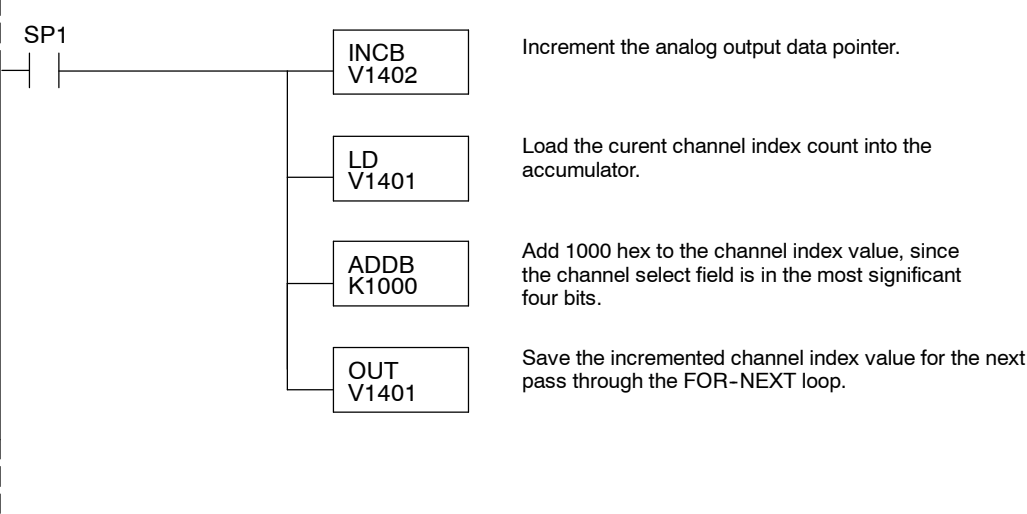 SP1
INCB
V1402
Increment the analog output data pointer.
LD
V1401
Load the curent channel index count into the
accumulator.
ADDB
K1000
Add 1000 hex to the channel index value, since
the channel select field is in the most significant
four bits.
OUT
V1401
Save the incremented channel index value for the next
pass through the FOR-NEXT loop.